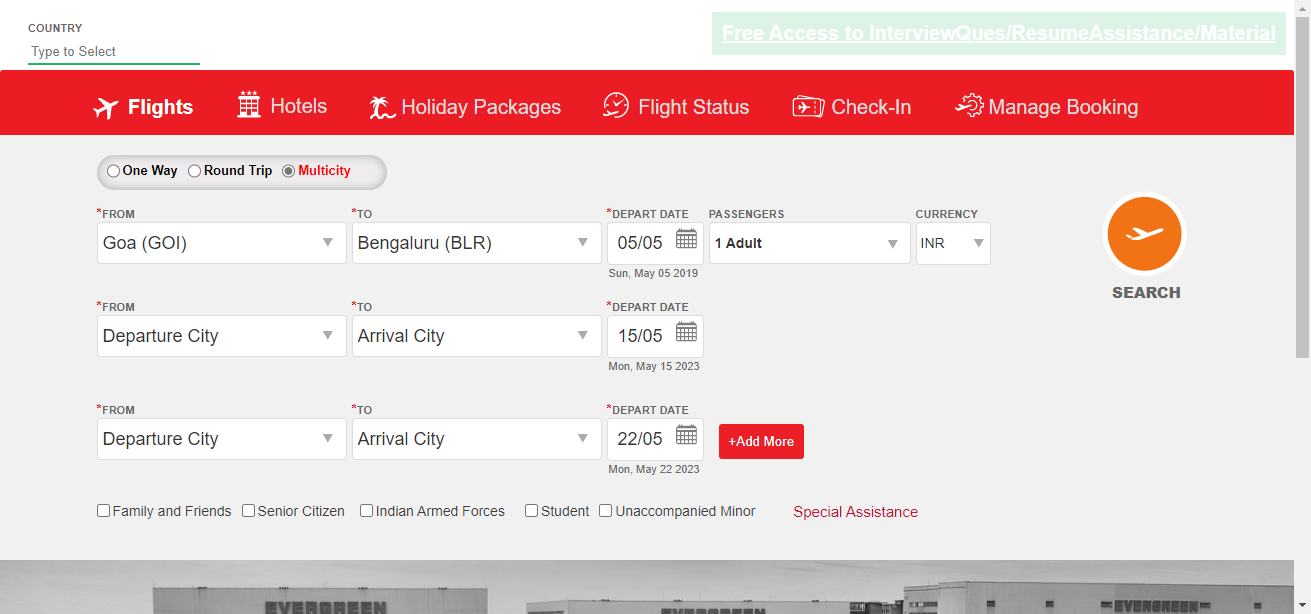 COUNTRY
Type to Select
Free Access to InterviewQues/ResumeAssistance/Material
Flights Hotels Holiday Packages Flight Status Check-In Manage Booking
One Way Round Trip Multicity
*FROM *TO *DEPART DATE PASSENGERS CURRENCY
Goa (GOI) Bengaluru (BLR) 05/05 1 Adult INR
Sun, May 05 2019
SEARCH
*FROM *TO *DEPART DATE
Departure City Arrival City 15/05
Mon, May 15 2023
*FROM *TO *DEPART DATE
Departure City Arrival City 22/05 +Add More
Mon, May 22 2023
Family and Friends Senior Citizen Indian Armed Forces Student Unaccompanied Minor Special Assistance
EVERGREEN EVERGREEN EVERGREEN